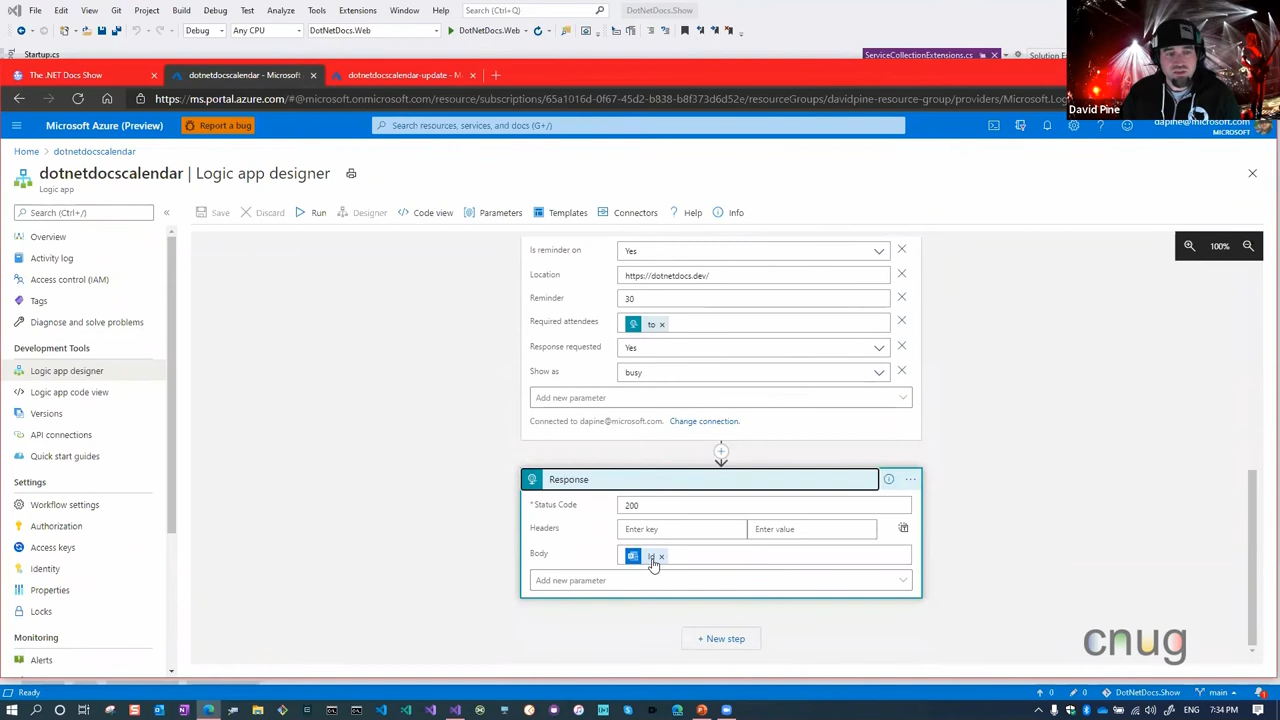 File Edit View Git Project Build Debug Test Analyze Tools Extensions Window Help Search (Ctrl+Q) DotNetDocs.Show
Debug Any CPU DotNetDocs.Web DotNetDocs.Web
Startup.cs ServiceCollectionExtensions.cs Solution
The .NET Docs Show dotnetdocscalendar - Microsoft dotnetdocscalendar-update - M
https://ms.portal.azure.com/#@microsoft.onmicrosoft.com/resource/subscriptions/65a1016d-0f67-45d2-b838-b8f373d6d52e/resourceGroups/davidpine-resource-group/providers/Microsoft.Log
David Pine
Microsoft Azure (Preview) Report a bug Search resources, services, and docs (G+/) dapine@microsoft.com
MICROSOFT
Home dotnetdocscalendar
dotnetdocscalendar | Logic app designer
Logic app
Search (Ctrl+/) « Save Discard Run Designer Code view Parameters Templates Connectors Help Info
Overview
Activity log
Access control (IAM)
Tags
Diagnose and solve problems
Development Tools
Logic app designer
Logic app code view
Versions
API connections
Quick start guides
Settings
Workflow settings
Authorization
Access keys
Identity
Properties
Locks
Monitoring
Alerts
100%
Is reminder on Yes
Location https://dotnetdocs.dev/
Reminder 30
Required attendees to
Response requested Yes
Show as busy
Add new parameter
Connected to dapine@microsoft.com. Change connection.
Response
* Status Code 200
Headers Enter key Enter value
Body Id
Add new parameter
+ New step
cnug
Ready 0 0 DotNetDocs.Show main
7:34 PM